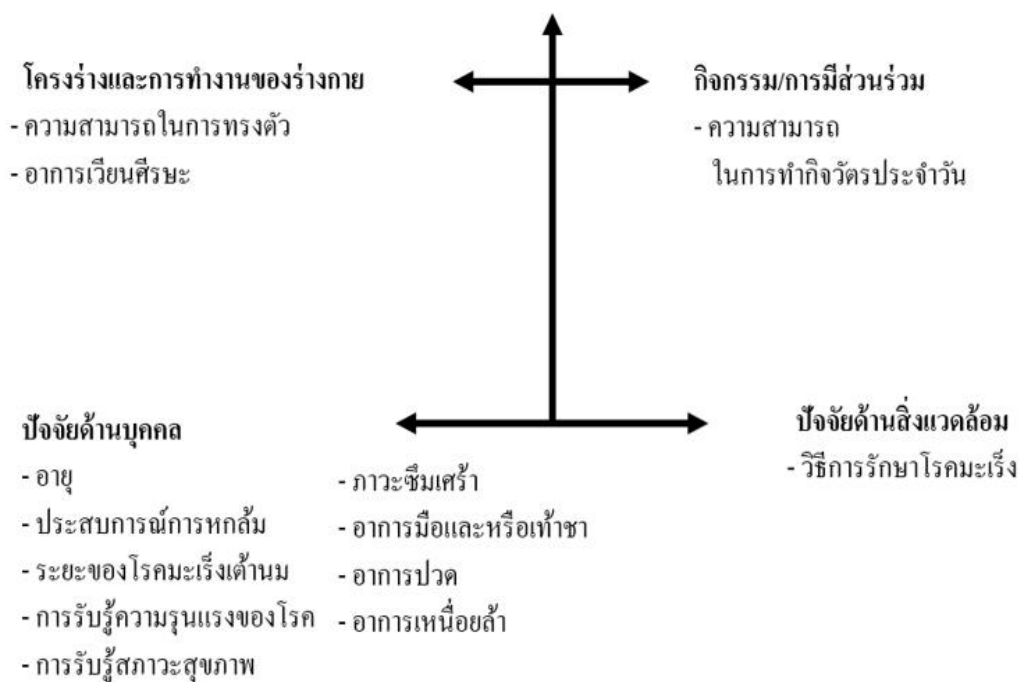 โครงร่างและการทำงานของร่างกาย
- ความสามารถในการทรงตัว
- อาการเวียนศีรษะ
กิจกรรม/การมีส่วนร่วม
- ความสามารถ
ในการทำกิจวัตรประจำวัน
ปัจจัยด้านบุคคล
- อายุ
- ประสบการณ์การหกล้ม
- ระยะของโรคมะเร็งเต้านม
- การรับรู้ความรุนแรงของโรค
- การรับรู้สภาวะสุขภาพ
- ภาวะซึมเศร้า
- อาการมือและหรือเท้าชา
- อาการปวด
- อาการเหนื่อยล้า
ปัจจัยด้านสิ่งแวดล้อม
- วิธีการรักษาโรคมะเร็ง